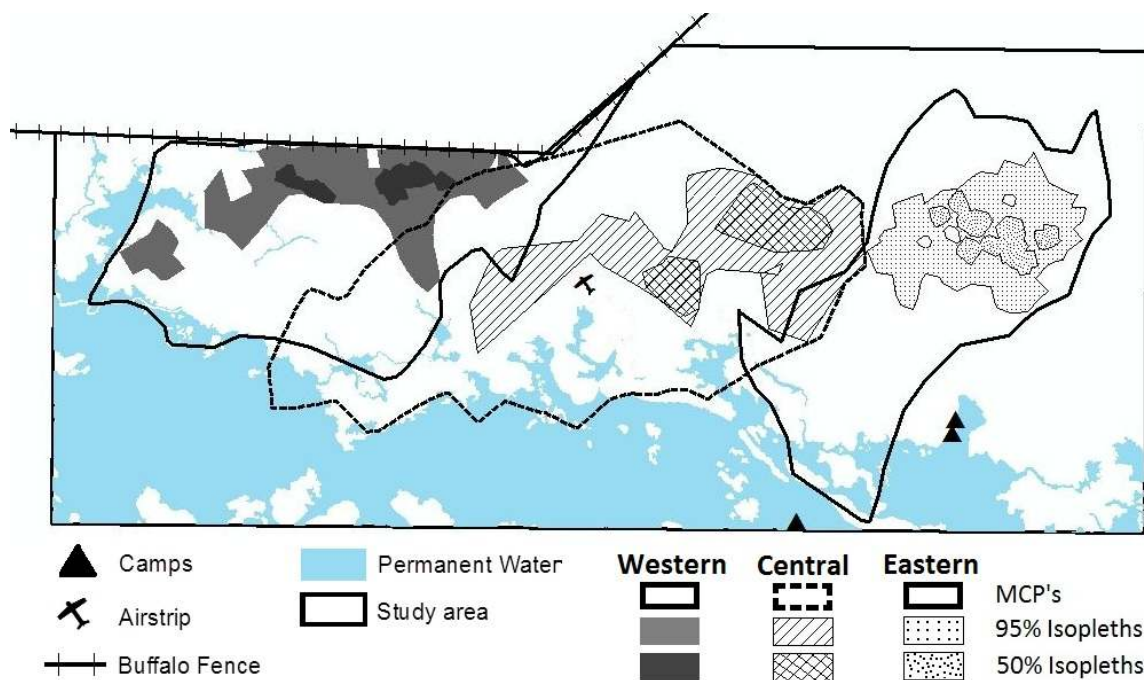 Camps
Airstrip
Buffalo Fence
Permanent Water
Study area
Western Central Eastern
MCP's
95% Isopleths
50% Isopleths